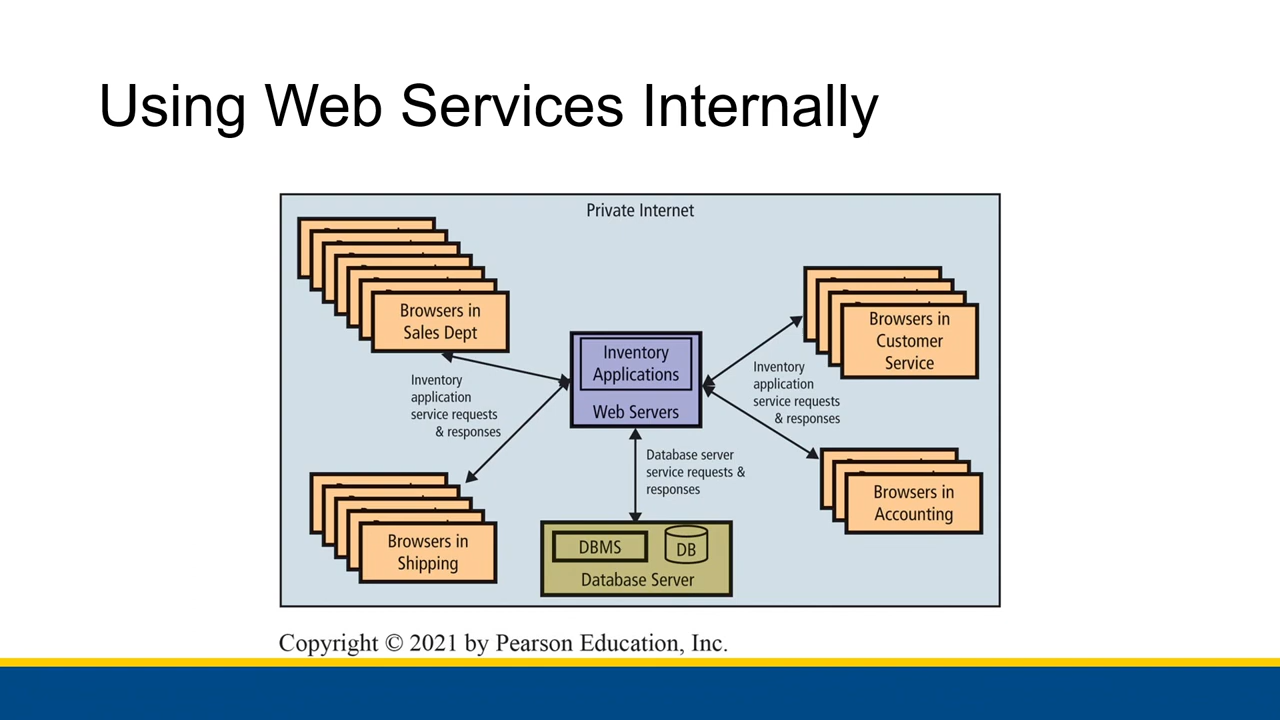 Using Web Services Internally
Private Internet
Browsers in
Sales Dept
Browsers in
Customer
Service
Inventory
Applications
Web Servers
Inventory
application
service requests
& responses
Inventory
application
service requests
& responses
Database server
service requests &
responses
Browsers in
Shipping
Browsers in
Accounting
DBMS
DB
Database Server
Copyright © 2021 by Pearson Education, Inc.